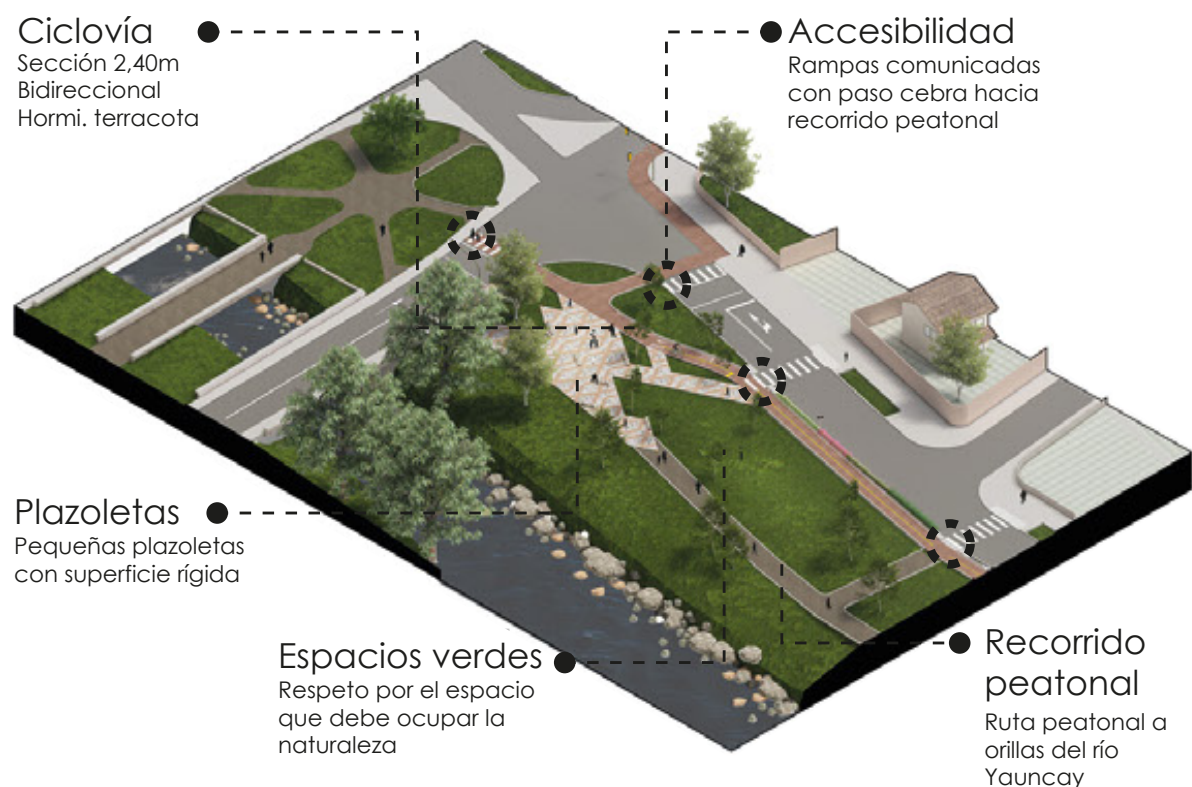 Ciclovía
Sección 2,40m
Bidireccional
Hormi. terracota
Accesibilidad
Rampas comunicadas
con paso cebra hacia
recorrido peatonal
Plazoletas
Pequeñas plazoletas
con superficie rígida
Espacios verdes
Respeto por el espacio
que debe ocupar la
naturaleza
Recorrido
peatonal
Ruta peatonal a
orillas del río
Yauncay